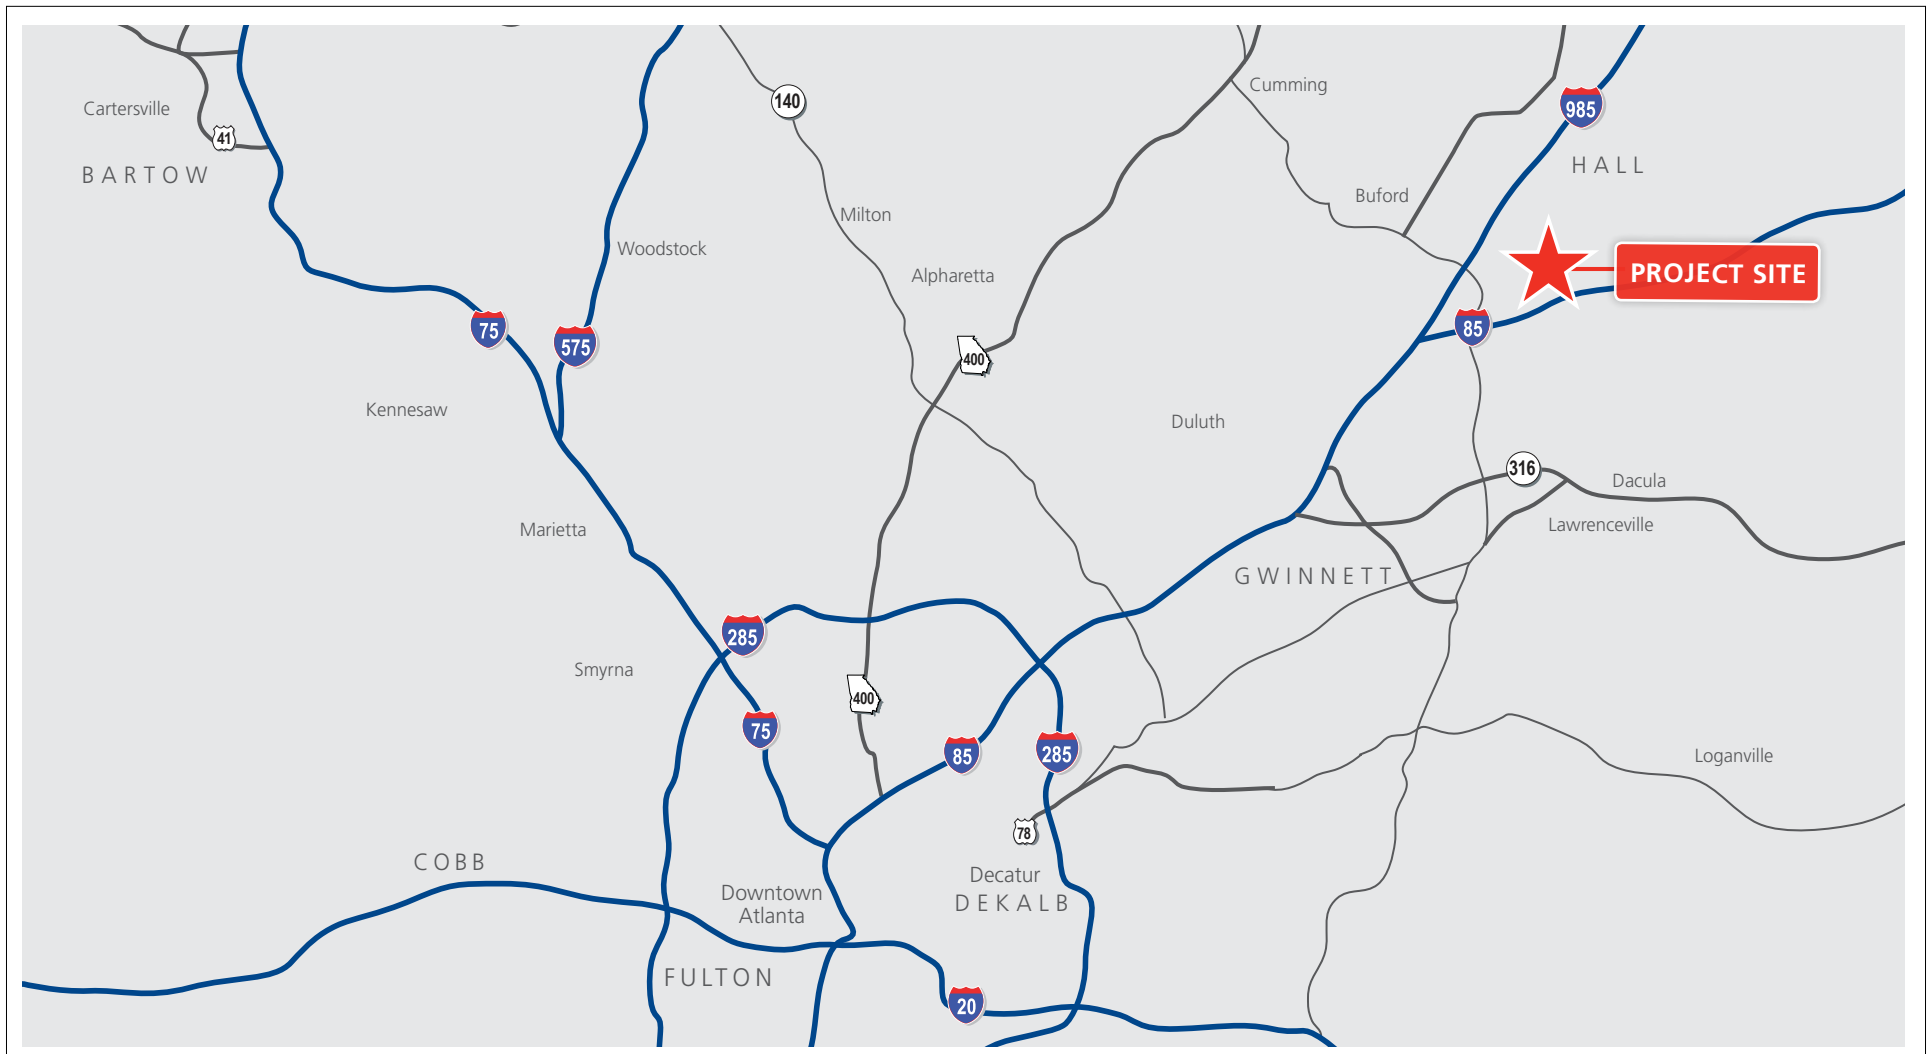 Cumming
140
985
Cartersville
41
HALL
BARTOW
Buford
Milton
Woodstock
Alpharetta
PROJECT SITE
75
575
85
400
Kennesaw
Duluth
316
Dacula
Marietta
Lawrenceville
GWINNETT
285
Smyrna
400
75
85
285
Loganville
78
COBB
Decatur
Downtown
Atlanta
DEKALB
FULTON
20